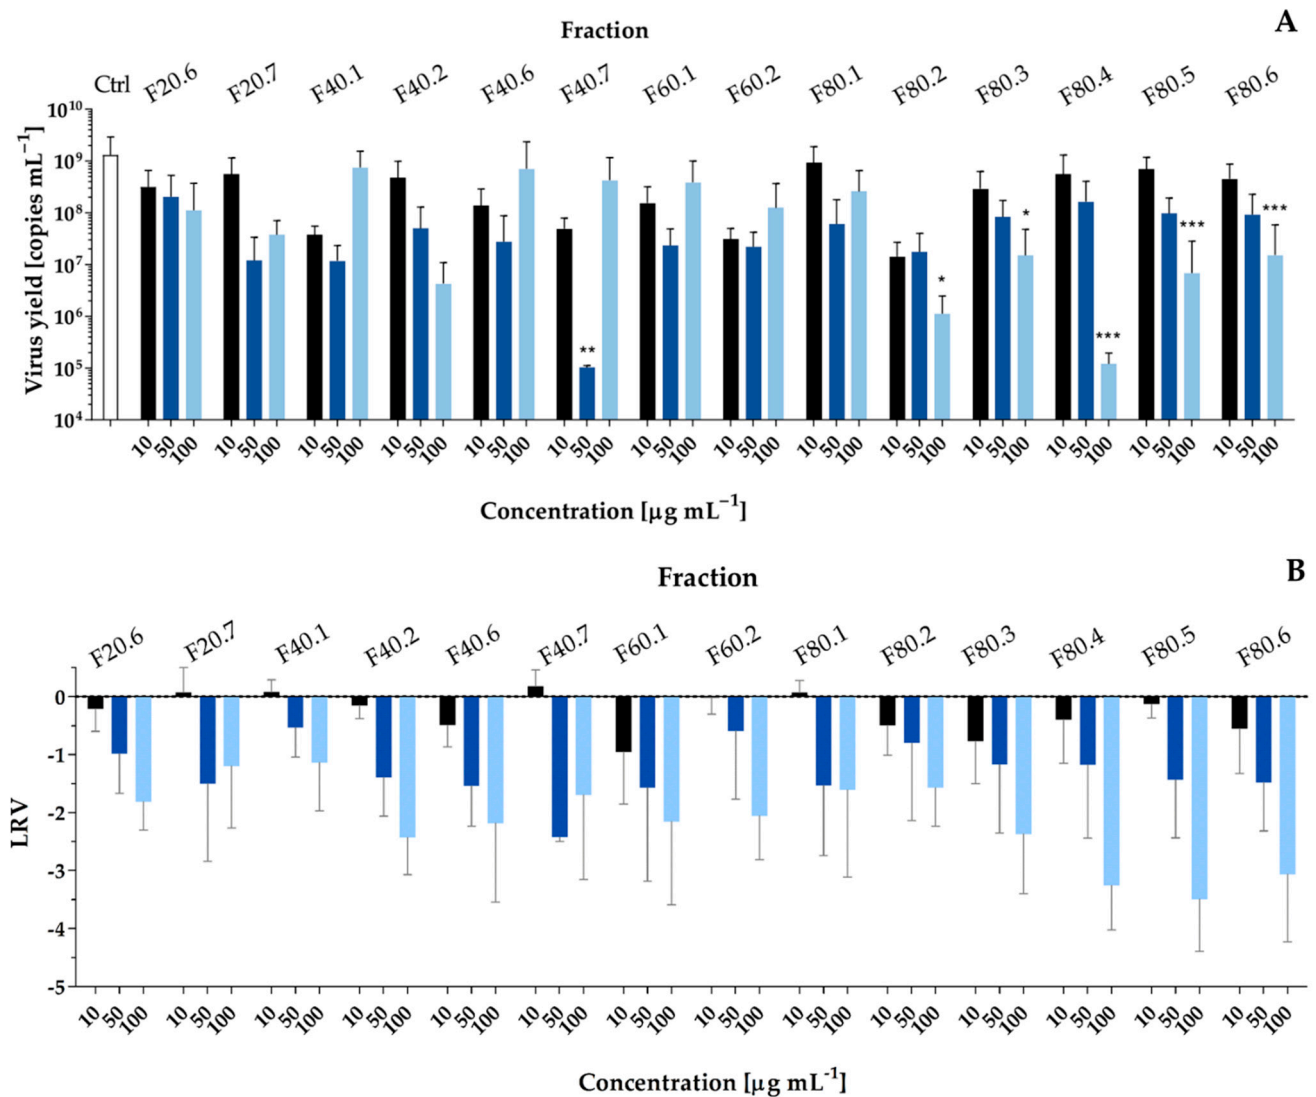 A
Fraction
Ctrl F20.6 F20.7 F40.1 F40.2 F40.6 F40.7 F60.1 F60.2 F80.1 F80.2 F80.3 F80.4 F80.5 F80.6
Virus yield [copies mL⁻¹]
10¹⁰
10⁹
10⁸
10⁷
10⁶
10⁵
10⁴
** * * *** *** ***
10 50 100 10 50 100 10 50 100 10 50 100 10 50 100 10 50 100 10 50 100 10 50 100 10 50 100 10 50 100 10 50 100 10 50 100 10 50 100 10 50 100
Concentration [µg mL⁻¹]
B
Fraction
F20.6 F20.7 F40.1 F40.2 F40.6 F40.7 F60.1 F60.2 F80.1 F80.2 F80.3 F80.4 F80.5 F80.6
LRV
0
-1
-2
-3
-4
-5
10 50 100 10 50 100 10 50 100 10 50 100 10 50 100 10 50 100 10 50 100 10 50 100 10 50 100 10 50 100 10 50 100 10 50 100 10 50 100 10 50 100
Concentration [µg mL⁻¹]